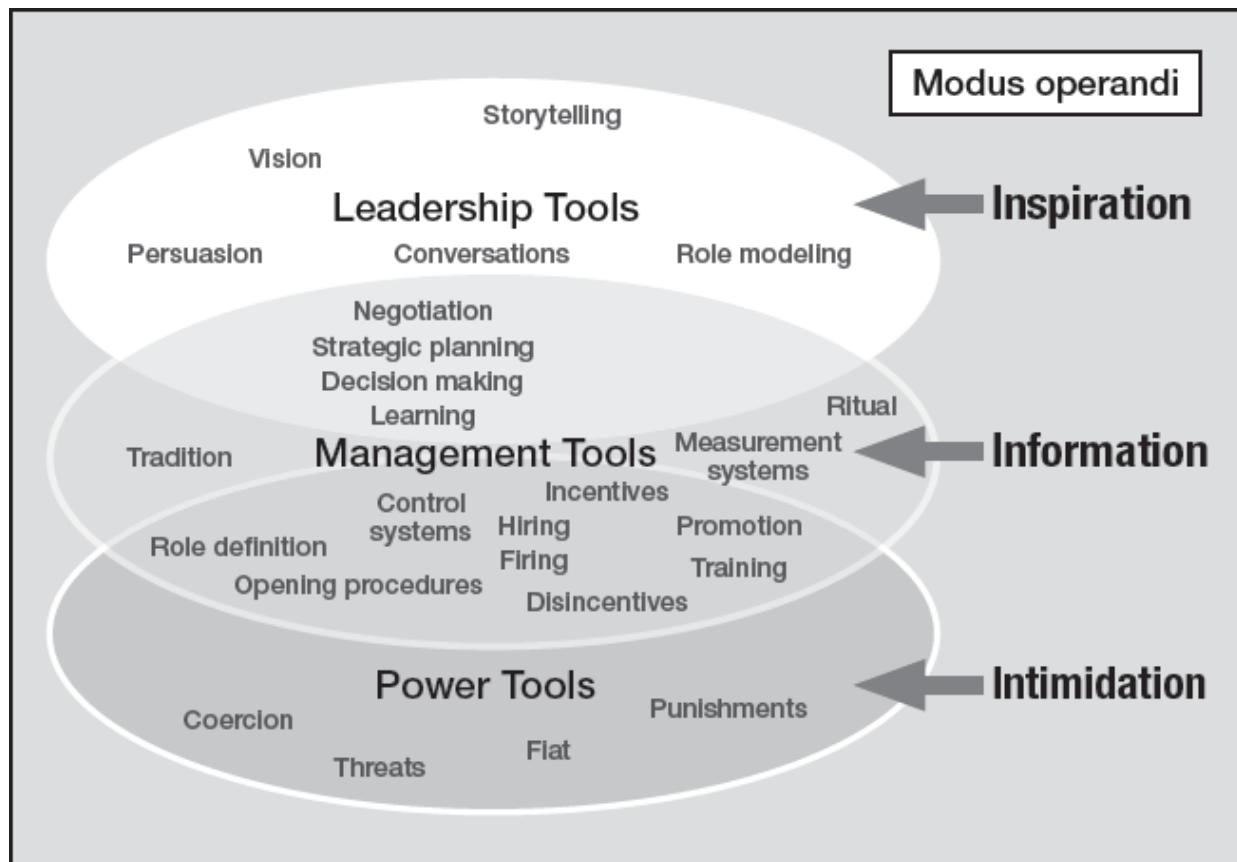 Modus operandi
Storytelling
Vision
Leadership Tools
Inspiration
Persuasion
Conversations
Role modeling
Negotiation
Strategic planning
Decision making
Learning
Ritual
Tradition
Management Tools
Measurement
systems
Information
Incentives
Control
systems
Hiring
Promotion
Role definition
Firing
Training
Opening procedures
Disincentives
Power Tools
Intimidation
Punishments
Coercion
Fiat
Threats